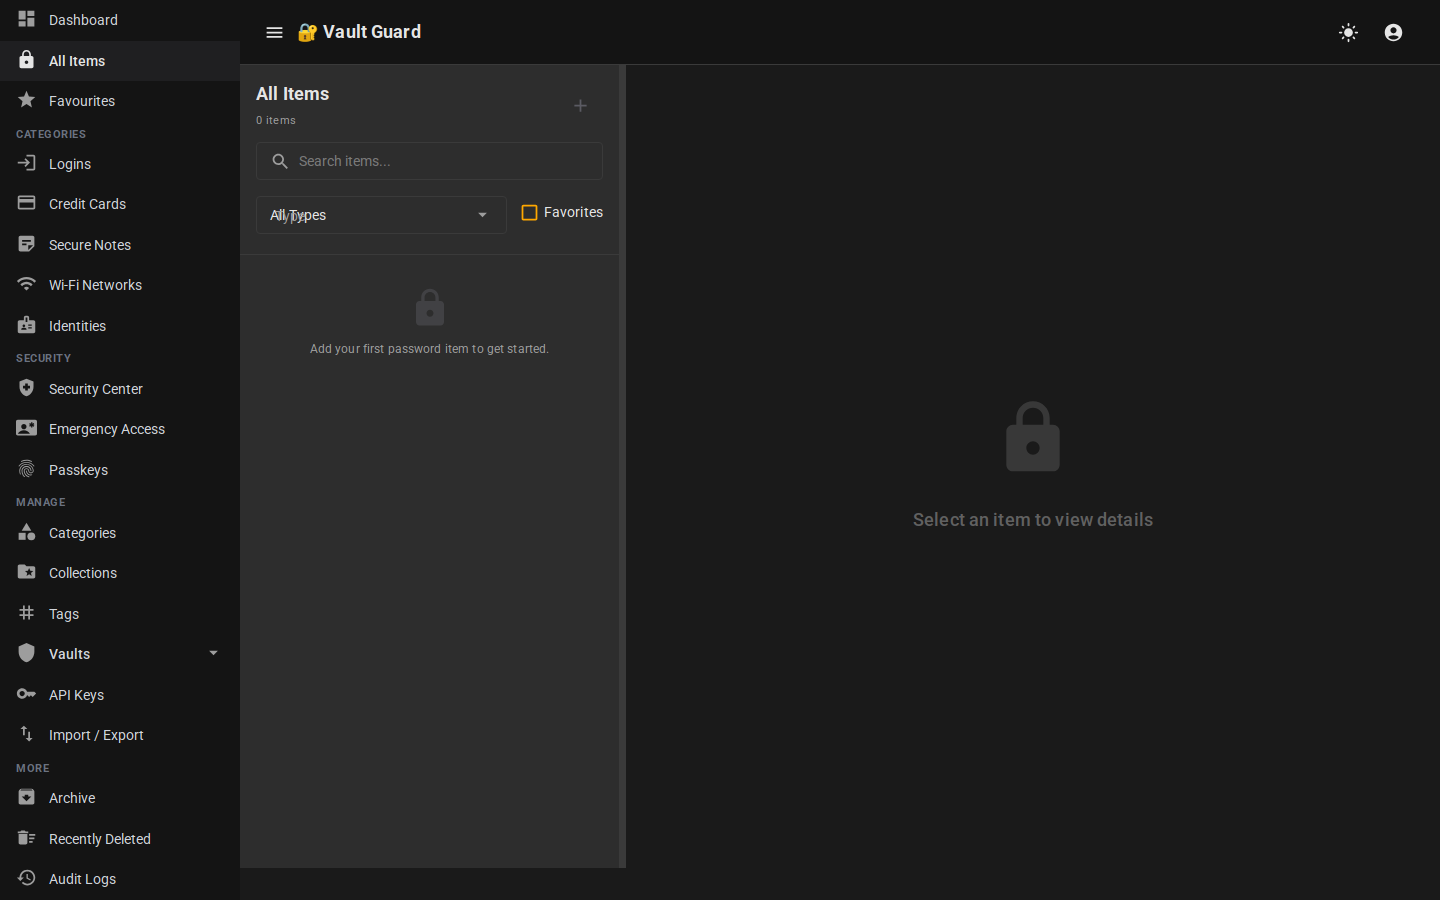 Dashboard
All Items
Favourites
CATEGORIES
Logins
Credit Cards
Secure Notes
Wi-Fi Networks
Identities
SECURITY
Security Center
Emergency Access
Passkeys
MANAGE
Categories
Collections
Tags
Vaults
API Keys
Import / Export
MORE
Archive
Recently Deleted
Audit Logs
Vault Guard
All Items
0 items
Search items...
Type
All Types
Favorites
Add your first password item to get started.
Select an item to view details